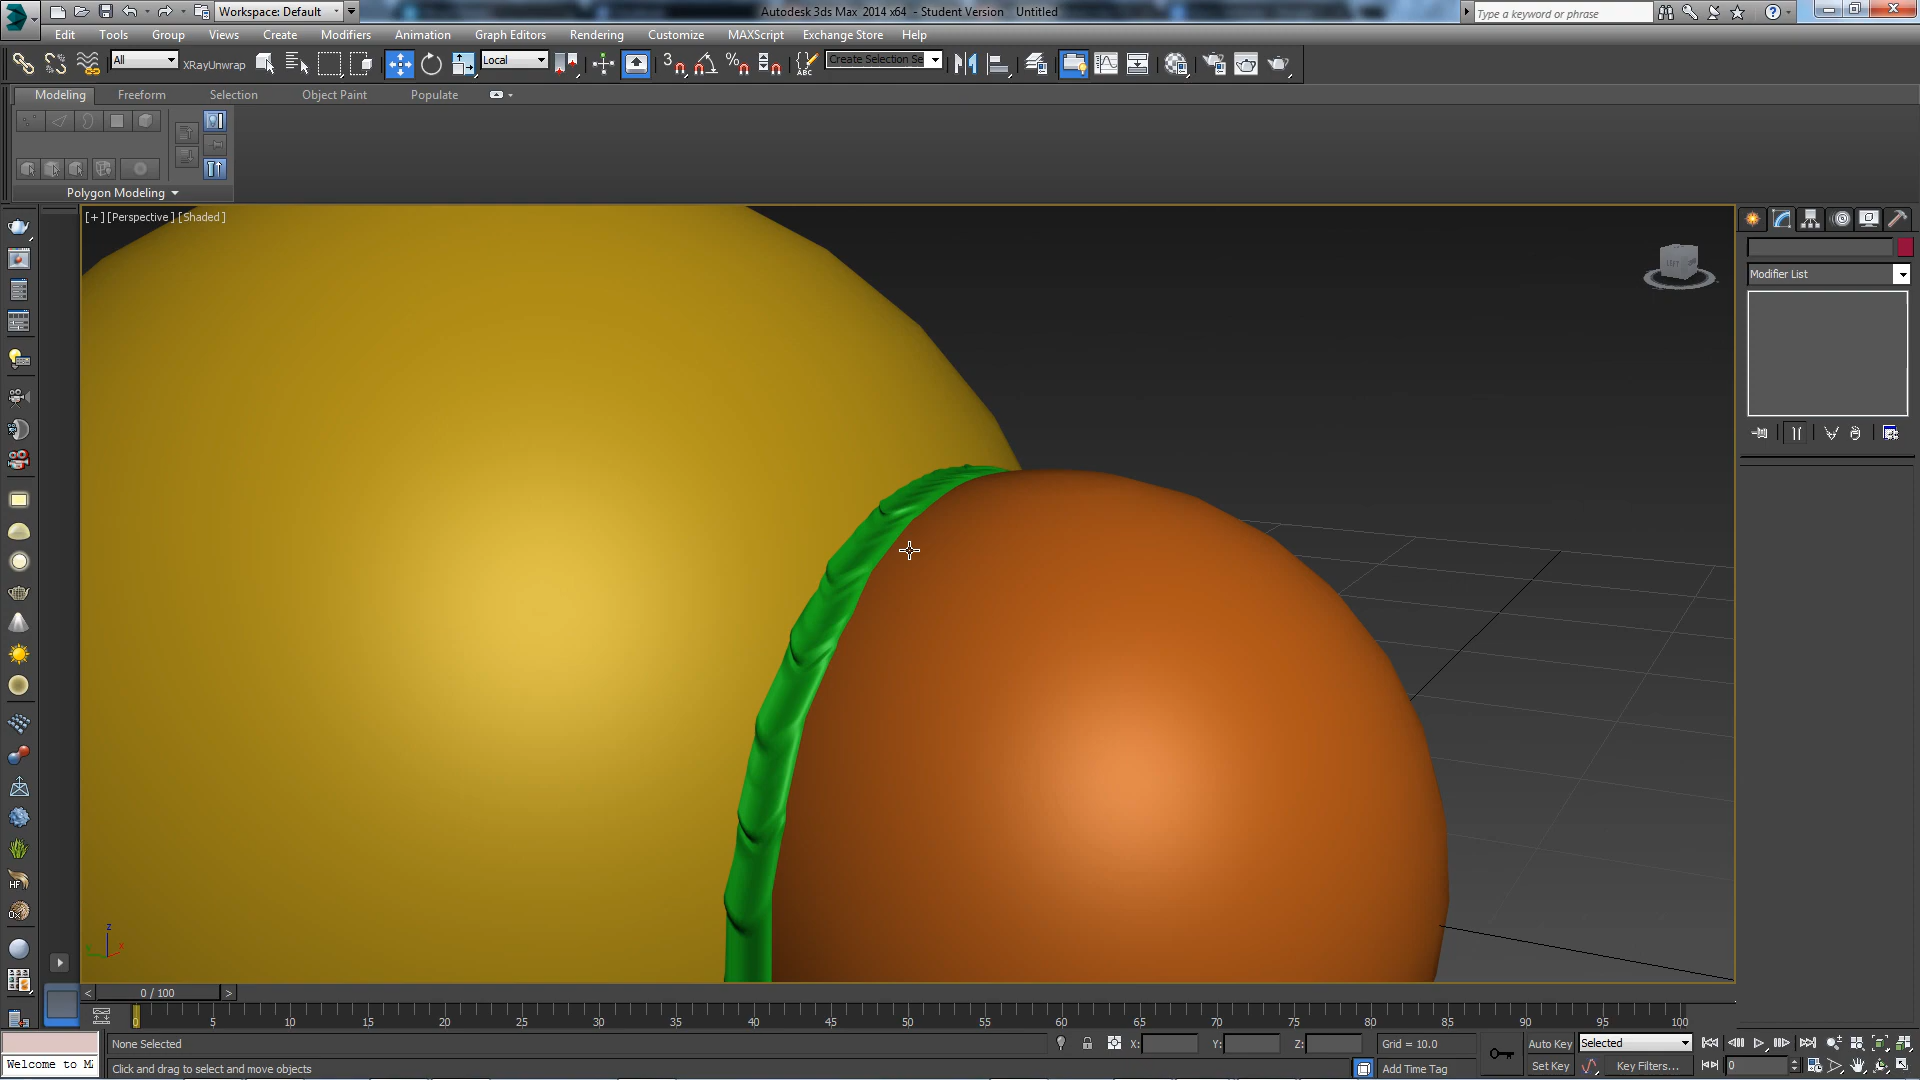 Workspace: Default
Autodesk 3ds Max 2014 x64 - Student Version Untitled
Type a keyword or phrase
Edit Tools Group Views Create Modifiers Animation Graph Editors Rendering Customize MAXScript Exchange Store Help
All
XRayUnwrap
Local
3
%
ABC
Create Selection Se
Modeling Freeform Selection Object Paint Populate
Polygon Modeling
[+] [Perspective] [Shaded]
Modifier List
LEFT
HF
z
x
y
< 0 / 100 >
0 5 10 15 20 25 30 35 40 45 50 55 60 65 70 75 80 85 90 95 100
None Selected
X: Y: Z:
Grid = 10.0
Auto Key
Selected
Welcome to M
Click and drag to select and move objects
Add Time Tag
Set Key
Key Filters...
0